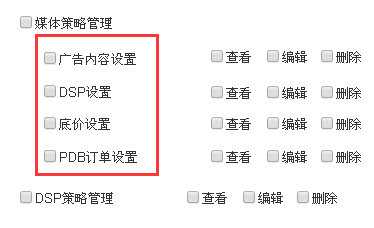 媒体策略管理
广告内容设置 查看 编辑 删除
DSP设置 查看 编辑 删除
底价设置 查看 编辑 删除
PDB订单设置 查看 编辑 删除
DSP策略管理 查看 编辑 删除